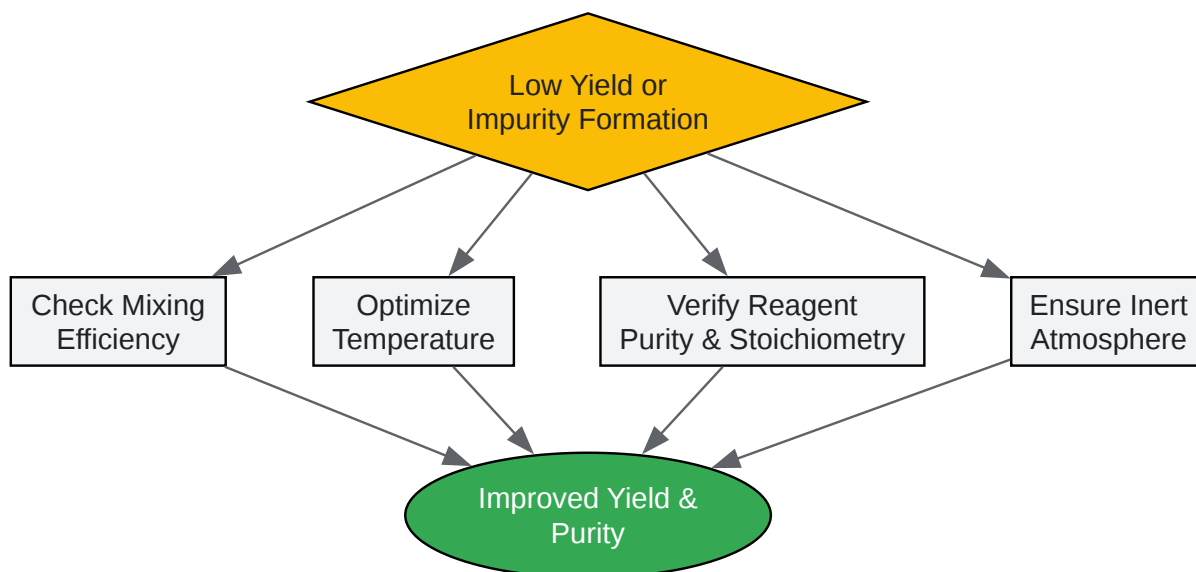 Low Yield or
Impurity Formation
Check Mixing
Efficiency
Optimize
Temperature
Verify Reagent
Purity & Stoichiometry
Ensure Inert
Atmosphere
Improved Yield &
Purity